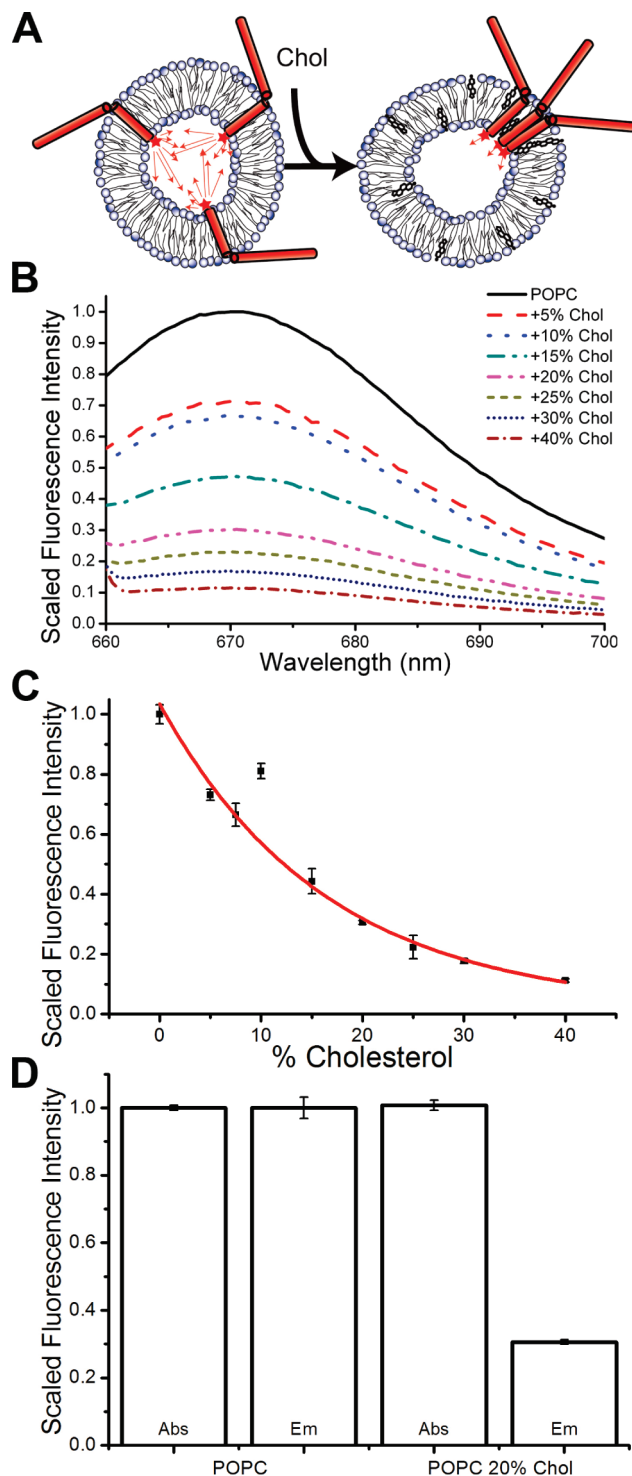 A
Chol
B
Scaled Fluorescence Intensity
1.0
0.9
0.8
0.7
0.6
0.5
0.4
0.3
0.2
0.1
0.0
660 670 680 690 700
Wavelength (nm)
POPC
+5% Chol
+10% Chol
+15% Chol
+20% Chol
+25% Chol
+30% Chol
+40% Chol
C
Scaled Fluorescence Intensity
1.0
0.8
0.6
0.4
0.2
0.0
0 10 20 30 40
% Cholesterol
D
Scaled Fluorescence Intensity
1.0
0.8
0.6
0.4
0.2
0.0
Abs Em Abs Em
POPC POPC 20% Chol